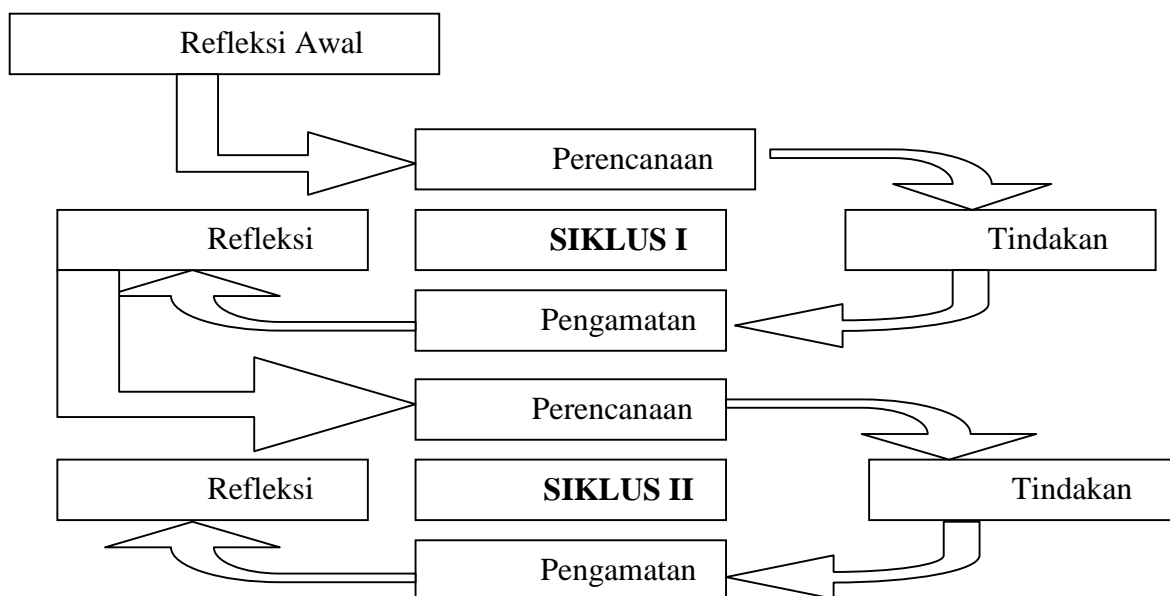 Refleksi Awal
Perencanaan
Refleksi
SIKLUS I
Tindakan
Pengamatan
Perencanaan
Refleksi
SIKLUS II
Tindakan
Pengamatan